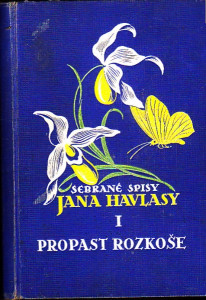 SEBRANÉ SPISY
JANA HAVLASY
I
PROPAST ROZKOŠE